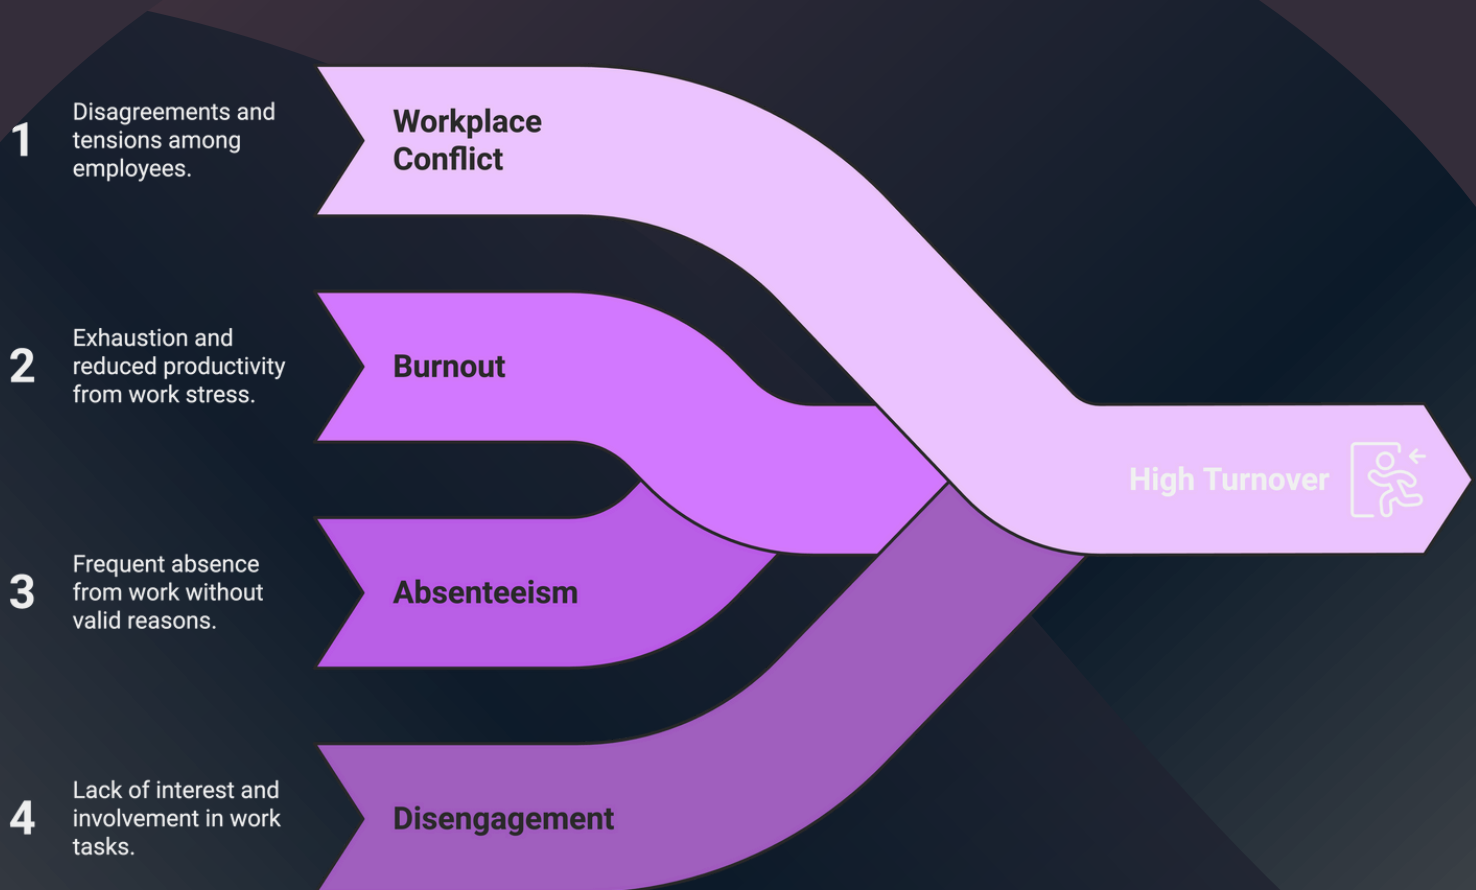 1
Disagreements and
tensions among
employees.
Workplace
Conflict
2
Exhaustion and
reduced productivity
from work stress.
Burnout
High Turnover
3
Frequent absence
from work without
valid reasons.
Absenteeism
4
Lack of interest and
involvement in work
tasks.
Disengagement